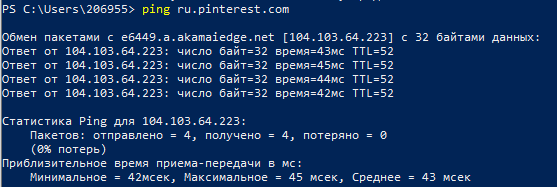 PS C:\Users\206955> ping ru.pinterest.com
Обмен пакетами с e6449.a.akamaiedge.net [104.103.64.223] с 32 байтами данных:
Ответ от 104.103.64.223: число байт=32 время=43мс TTL=52
Ответ от 104.103.64.223: число байт=32 время=45мс TTL=52
Ответ от 104.103.64.223: число байт=32 время=44мс TTL=52
Ответ от 104.103.64.223: число байт=32 время=42мс TTL=52
Статистика Ping для 104.103.64.223:
Пакетов: отправлено = 4, получено = 4, потеряно = 0
(0% потерь)
Приблизительное время приема-передачи в мс:
Минимальное = 42мсек, Максимальное = 45 мсек, Среднее = 43 мсек